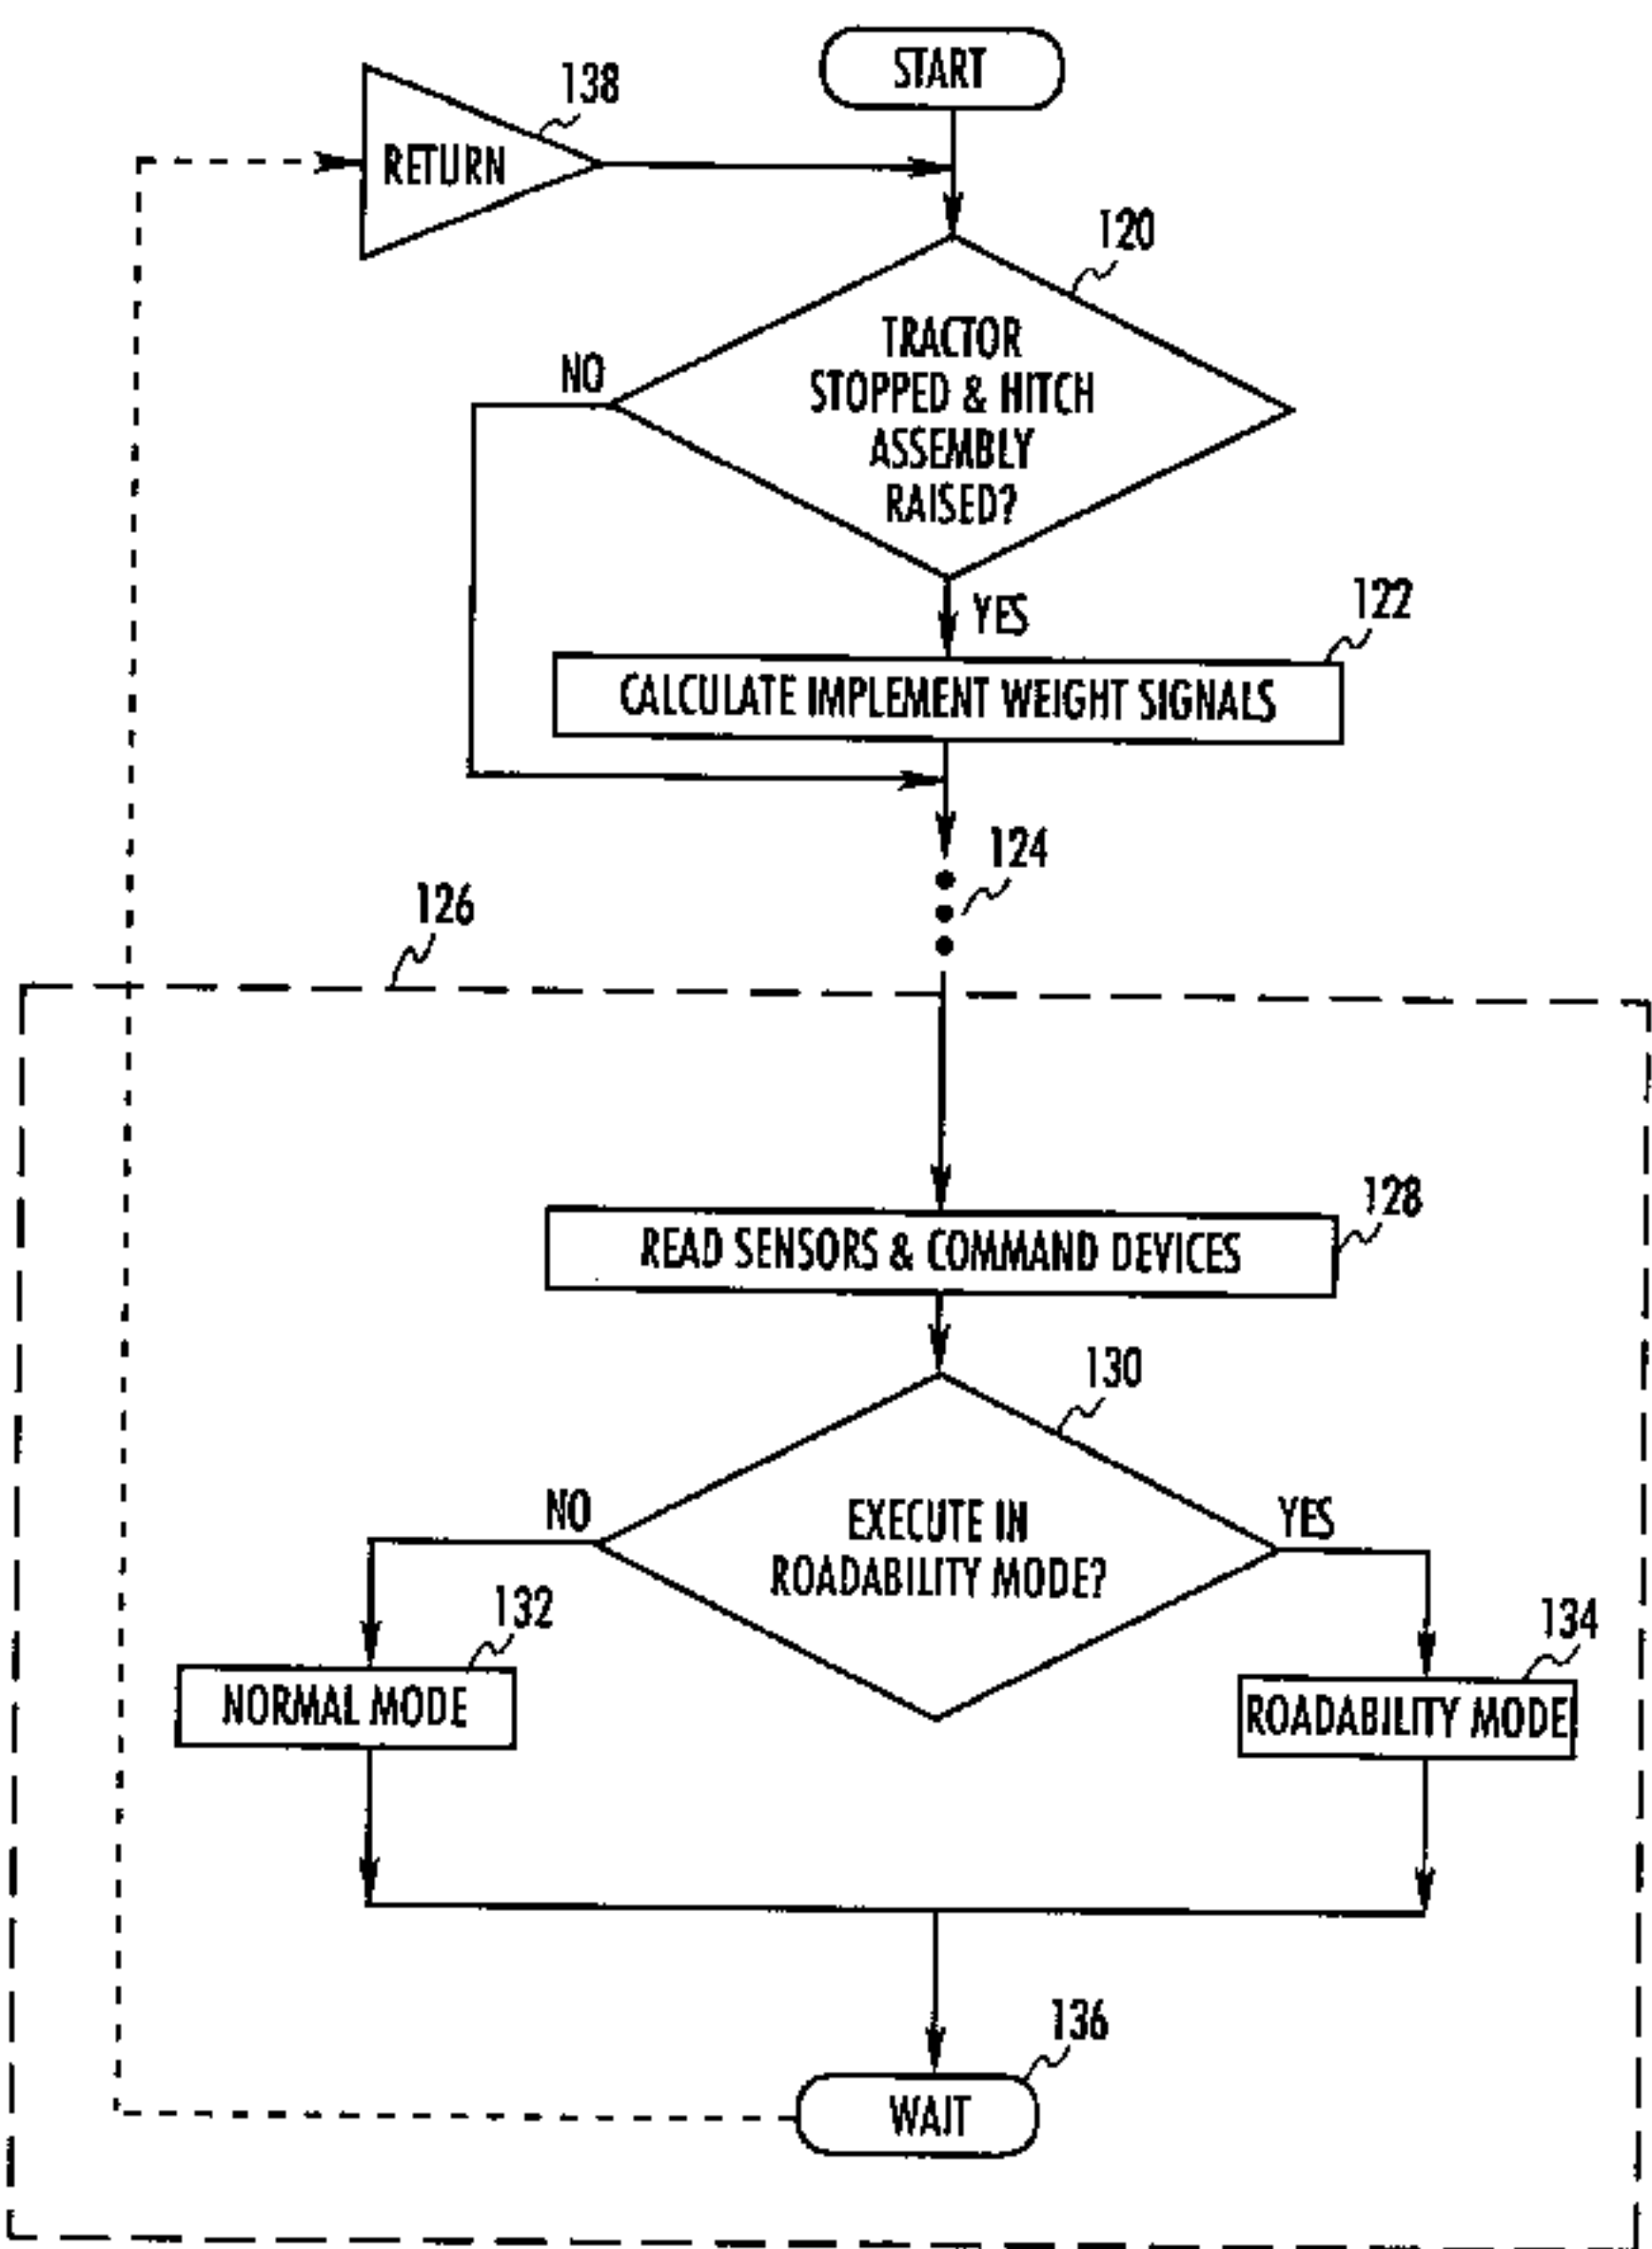 START
138
RETURN
120
TRACTOR
STOPPED & HITCH
ASSEMBLY
RAISED?
NO
YES
122
CALCULATE IMPLEMENT WEIGHT SIGNALS
124
126
128
READ SENSORS & COMMAND DEVICES
130
EXECUTE IN
ROADABILITY MODE?
NO
YES
132
NORMAL MODE
134
ROADABILITY MODE
136
WAIT